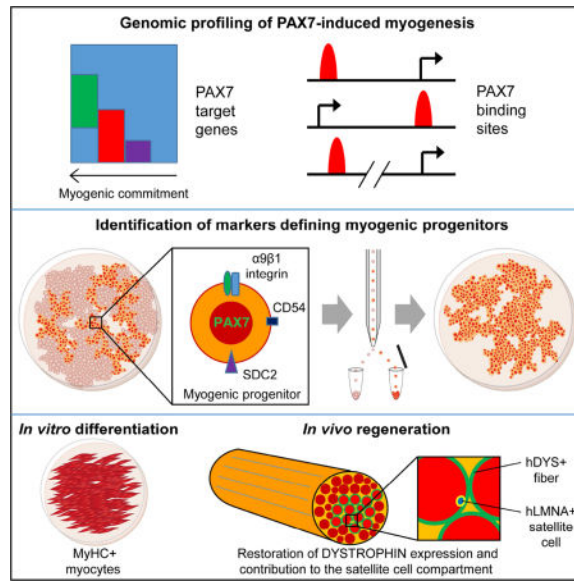 Genomic profiling of PAX7-induced myogenesis
PAX7
target
genes
Myogenic commitment
PAX7
binding
sites
Identification of markers defining myogenic progenitors
α9β1
integrin
CD54
PAX7
SDC2
Myogenic progenitor
In vitro differentiation
MyHC+
myocytes
In vivo regeneration
hDYS+
fiber
hLMNA+
satellite
cell
Restoration of DYSTROPHIN expression and
contribution to the satellite cell compartment